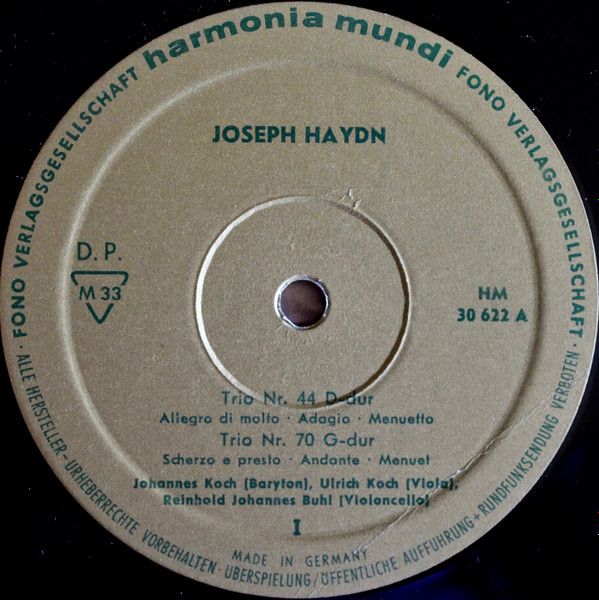 harmonia mundi
FONO VERLAGSGESELLSCHAFT
FONO VERLAGSGESELLSCHAFT
JOSEPH HAYDN
D. P.
M 33
HM
30 622 A
Trio Nr. 44 D-dur
Allegro di molto · Adagio · Menuetto
Trio Nr. 70 G-dur
Scherzo e presto · Andante · Menuet
Johannes Koch (Baryton), Ulrich Koch (Viola),
Reinhold Johannes Buhl (Violoncello)
I
MADE IN GERMANY
· ALLE HERSTELLER-URHEBERRECHTE VORBEHALTEN · ÜBERSPIELUNG/ÖFFENTLICHE AUFFÜHRUNG + RUNDFUNKSENDUNG VERBOTEN ·